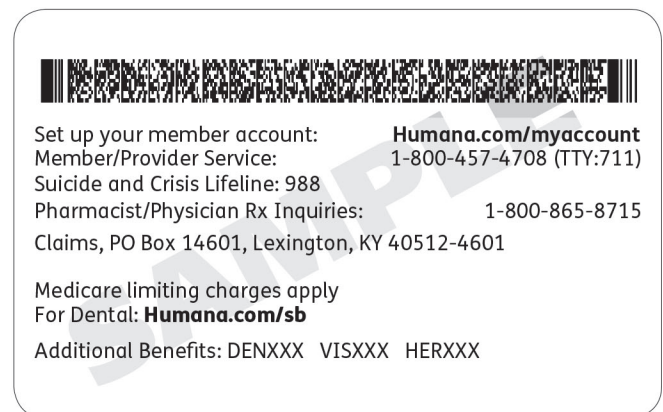 Set up your member account: Humana.com/myaccount
Member/Provider Service: 1-800-457-4708 (TTY:711)
Suicide and Crisis Lifeline: 988
Pharmacist/Physician Rx Inquiries: 1-800-865-8715
Claims, PO Box 14601, Lexington, KY 40512-4601
Medicare limiting charges apply
For Dental: Humana.com/sb
Additional Benefits: DENXXX VISXXX HERXXX
SAMPLE